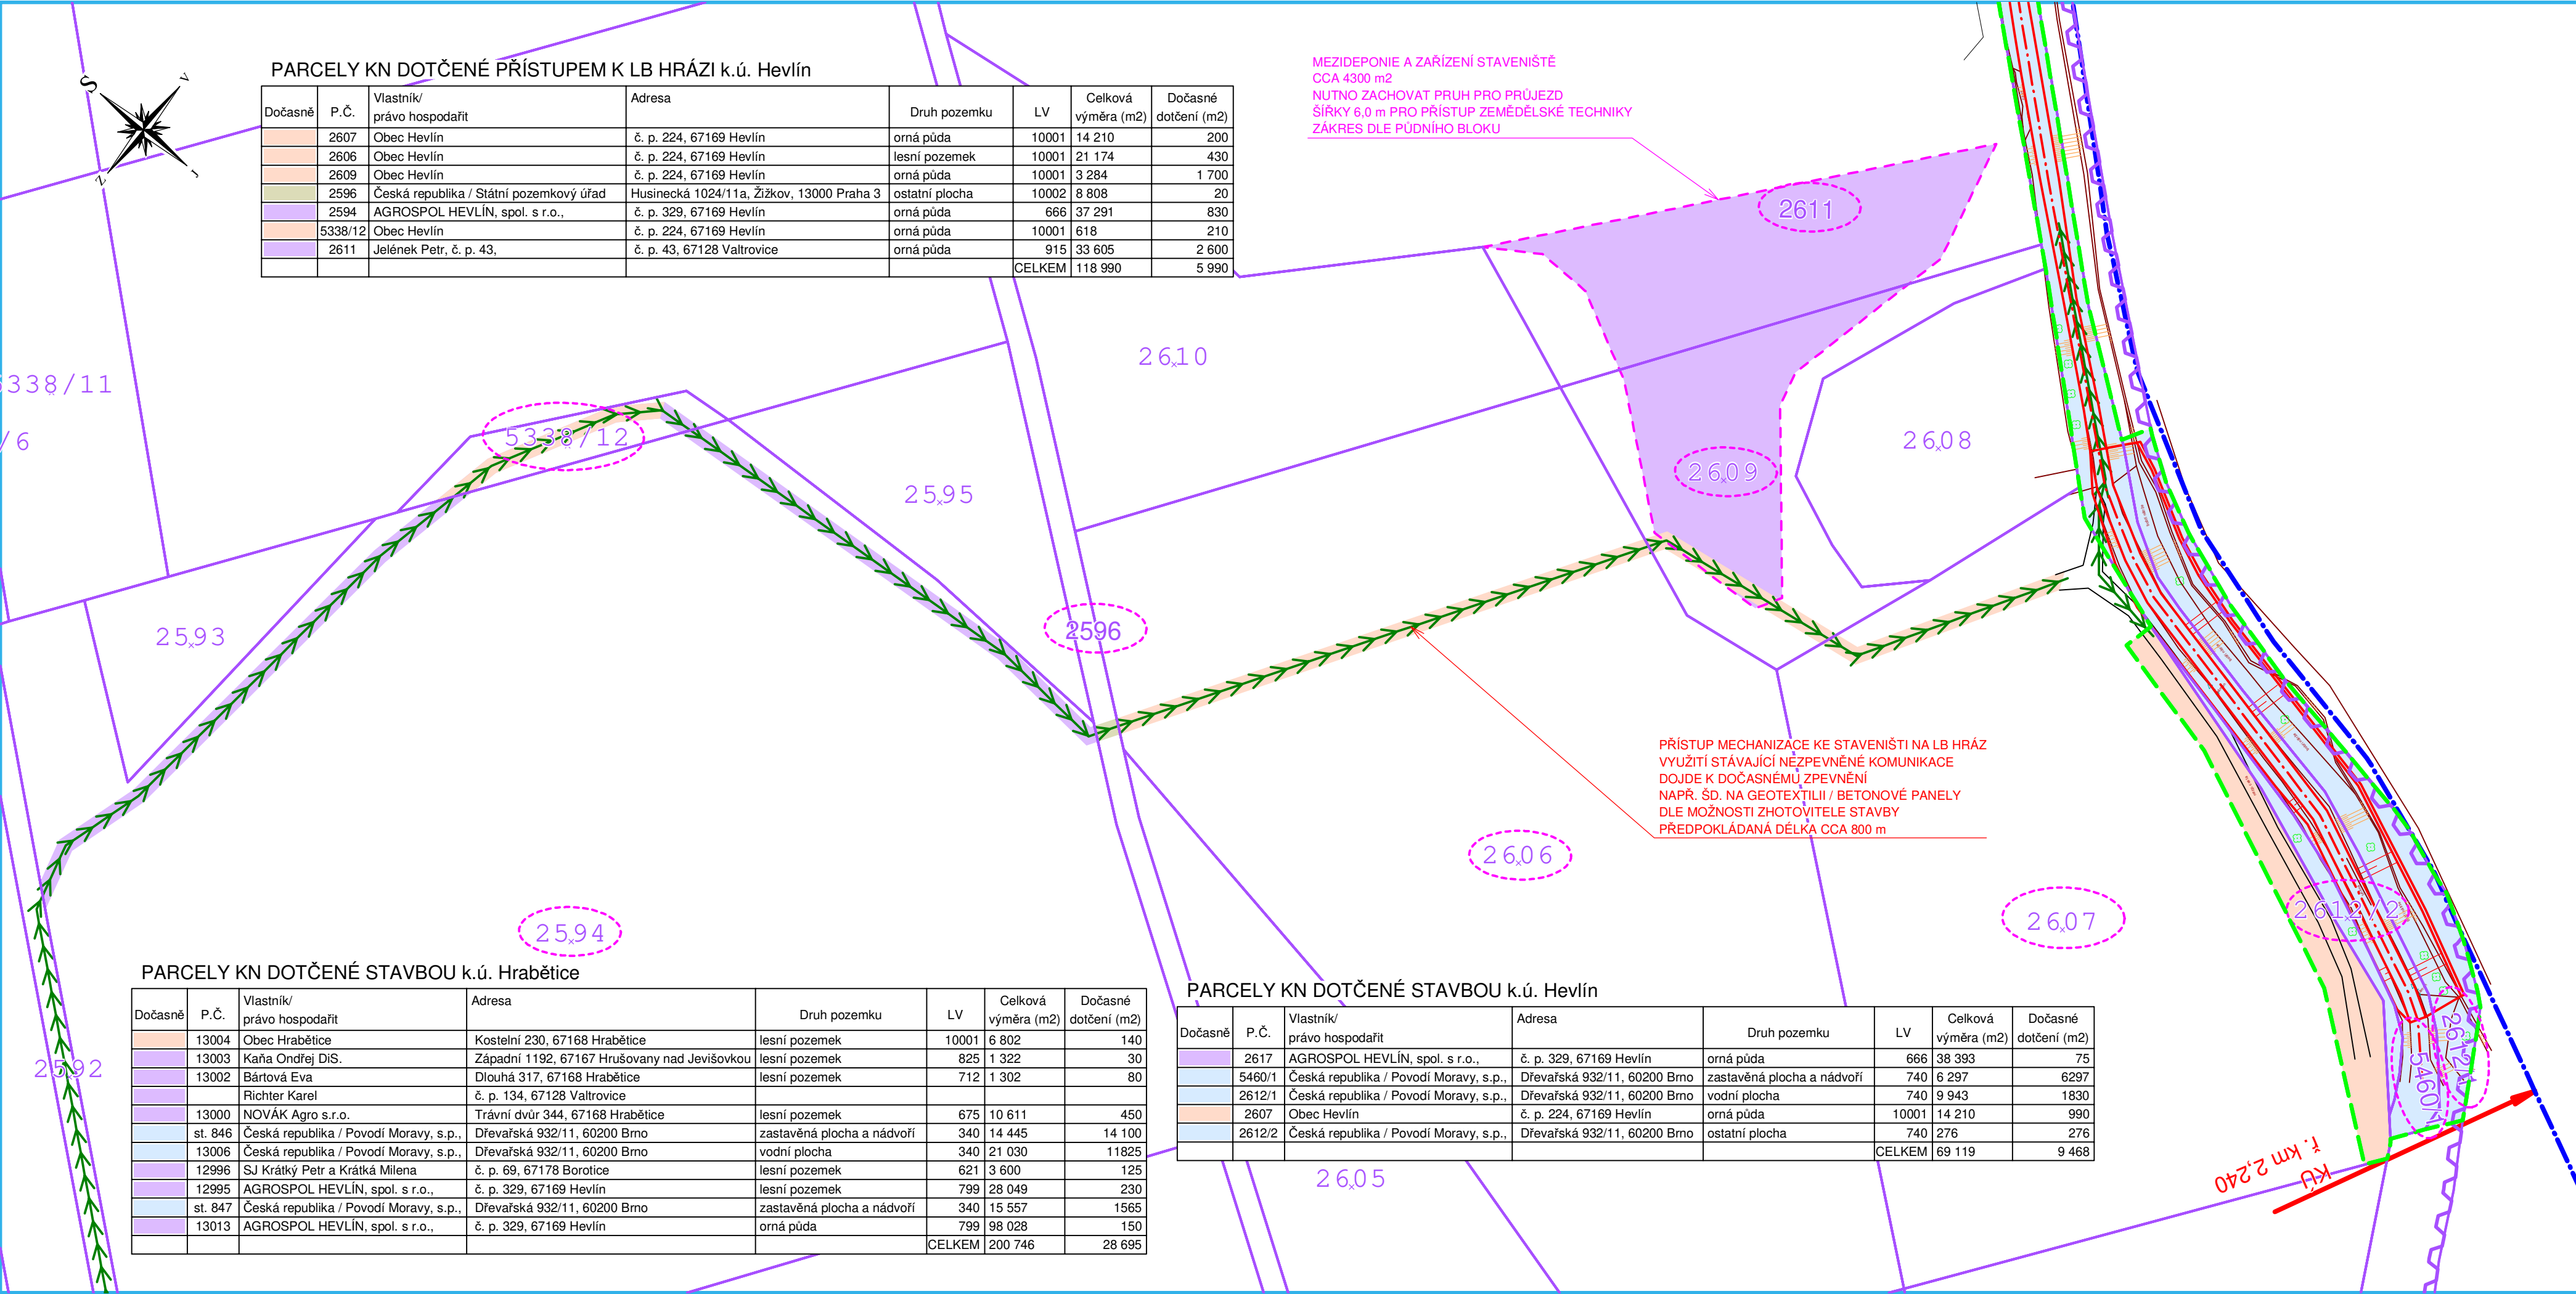 PARCELY KN DOTČENÉ PŘÍSTUPEM K LB HRÁZI k.ú. Hevlín
Dočasně P.Č. Vlastník/ právo hospodařit Adresa Druh pozemku LV Celková výměra (m2) Dočasné dotčení (m2)
2607 Obec Hevlín č. p. 224, 67169 Hevlín orná půda 10001 14 210 200
2606 Obec Hevlín č. p. 224, 67169 Hevlín lesní pozemek 10001 21 174 430
2609 Obec Hevlín č. p. 224, 67169 Hevlín orná půda 10001 3 284 1 700
2596 Česká republika / Státní pozemkový úřad Husinecká 1024/11a, Žižkov, 13000 Praha 3 ostatní plocha 10002 8 808 20
2594 AGROSPOL HEVLÍN, spol. s r.o., č. p. 329, 67169 Hevlín orná půda 666 37 291 830
5338/12 Obec Hevlín č. p. 224, 67169 Hevlín orná půda 10001 618 210
2611 Jelének Petr, č. p. 43, č. p. 43, 67128 Valtrovice orná půda 915 33 605 2 600
CELKEM 118 990 5 990
S
V
Z
J
MEZIDEPONIE A ZAŘÍZENÍ STAVENIŠTĚ
CCA 4300 m2
NUTNO ZACHOVAT PRUH PRO PRŮJEZD
ŠÍŘKY 6,0 m PRO PŘÍSTUP ZEMĚDĚLSKÉ TECHNIKY
ZÁKRES DLE PŮDNÍHO BLOKU
2611
2610
338/11
/6
5338/12
2608
2609
2595
2593
2596
PŘÍSTUP MECHANIZACE KE STAVENIŠTI NA LB HRÁZ
VYUŽITÍ STÁVAJÍCÍ NEZPEVNĚNÉ KOMUNIKACE
DOJDE K DOČASNÉMU ZPEVNĚNÍ
NAPŘ. ŠD. NA GEOTEXTILII / BETONOVÉ PANELY
DLE MOŽNOSTI ZHOTOVITELE STAVBY
PŘEDPOKLÁDANÁ DÉLKA CCA 800 m
2606
2594
2607
2612/2
2612/1
5460/1
2592
2605
KÚ
ř. km 2,240
PARCELY KN DOTČENÉ STAVBOU k.ú. Hrabětice
Dočasně P.Č. Vlastník/ právo hospodařit Adresa Druh pozemku LV Celková výměra (m2) Dočasné dotčení (m2)
13004 Obec Hrabětice Kostelní 230, 67168 Hrabětice lesní pozemek 10001 6 802 140
13003 Kaňa Ondřej DiS. Západní 1192, 67167 Hrušovany nad Jevišovkou lesní pozemek 825 1 322 30
13002 Bártová Eva Dlouhá 317, 67168 Hrabětice lesní pozemek 712 1 302 80
Richter Karel č. p. 134, 67128 Valtrovice
13000 NOVÁK Agro s.r.o. Trávní dvůr 344, 67168 Hrabětice lesní pozemek 675 10 611 450
st. 846 Česká republika / Povodí Moravy, s.p., Dřevařská 932/11, 60200 Brno zastavěná plocha a nádvoří 340 14 445 14 100
13006 Česká republika / Povodí Moravy, s.p., Dřevařská 932/11, 60200 Brno vodní plocha 340 21 030 11825
12996 SJ Krátký Petr a Krátká Milena č. p. 69, 67178 Borotice lesní pozemek 621 3 600 125
12995 AGROSPOL HEVLÍN, spol. s r.o., č. p. 329, 67169 Hevlín lesní pozemek 799 28 049 230
st. 847 Česká republika / Povodí Moravy, s.p., Dřevařská 932/11, 60200 Brno zastavěná plocha a nádvoří 340 15 557 1565
13013 AGROSPOL HEVLÍN, spol. s r.o., č. p. 329, 67169 Hevlín orná půda 799 98 028 150
CELKEM 200 746 28 695
PARCELY KN DOTČENÉ STAVBOU k.ú. Hevlín
Dočasně P.Č. Vlastník/ právo hospodařit Adresa Druh pozemku LV Celková výměra (m2) Dočasné dotčení (m2)
2617 AGROSPOL HEVLÍN, spol. s r.o., č. p. 329, 67169 Hevlín orná půda 666 38 393 75
5460/1 Česká republika / Povodí Moravy, s.p., Dřevařská 932/11, 60200 Brno zastavěná plocha a nádvoří 740 6 297 6297
2612/1 Česká republika / Povodí Moravy, s.p., Dřevařská 932/11, 60200 Brno vodní plocha 740 9 943 1830
2607 Obec Hevlín č. p. 224, 67169 Hevlín orná půda 10001 14 210 990
2612/2 Česká republika / Povodí Moravy, s.p., Dřevařská 932/11, 60200 Brno ostatní plocha 740 276 276
CELKEM 69 119 9 468